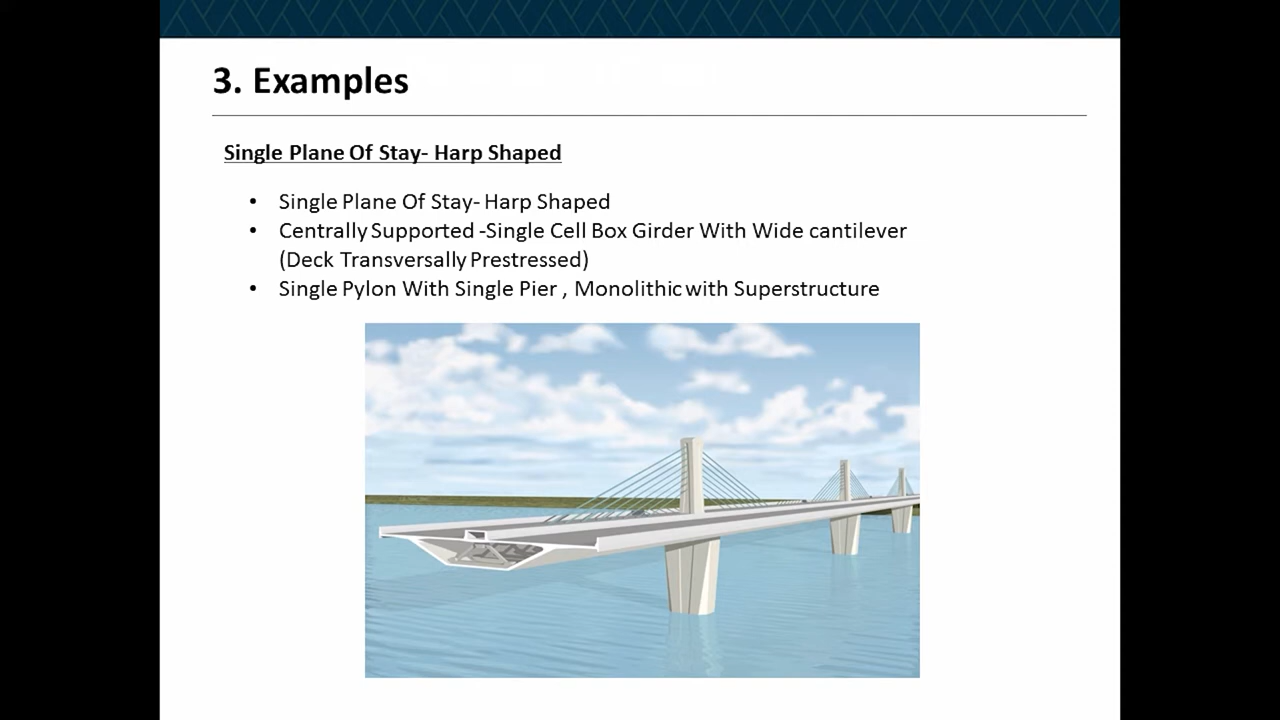 3. Examples
Single Plane Of Stay- Harp Shaped
• Single Plane Of Stay- Harp Shaped
• Centrally Supported -Single Cell Box Girder With Wide cantilever
(Deck Transversally Prestressed)
• Single Pylon With Single Pier , Monolithic with Superstructure